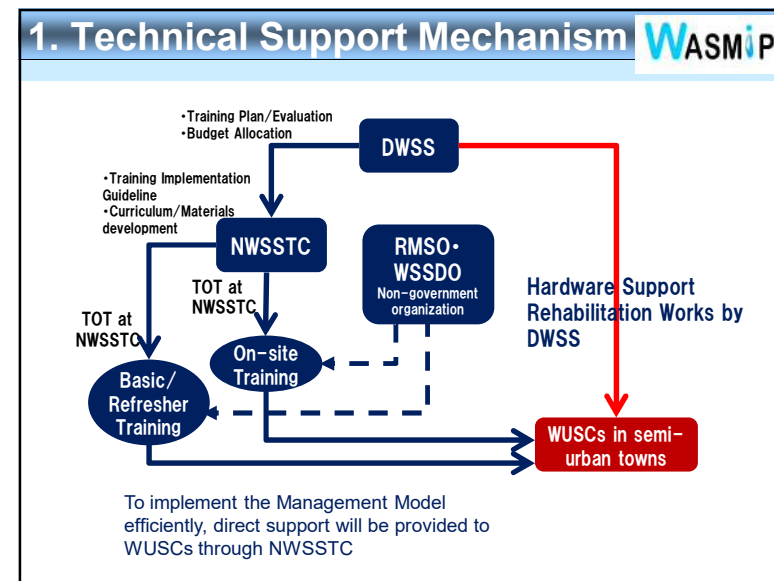 1. Technical Support Mechanism
WASMiP
・Training Plan/Evaluation
・Budget Allocation
DWSS
・Training Implementation
Guideline
・Curriculum/Materials
development
NWSSTC
RMSO・
WSSDO
Non-government
organization
Hardware Support
Rehabilitation Works by
DWSS
TOT at
NWSSTC
TOT at
NWSSTC
On-site
Training
Basic/
Refresher
Training
WUSCs in semi-
urban towns
To implement the Management Model
efficiently, direct support will be provided to
WUSCs through NWSSTC